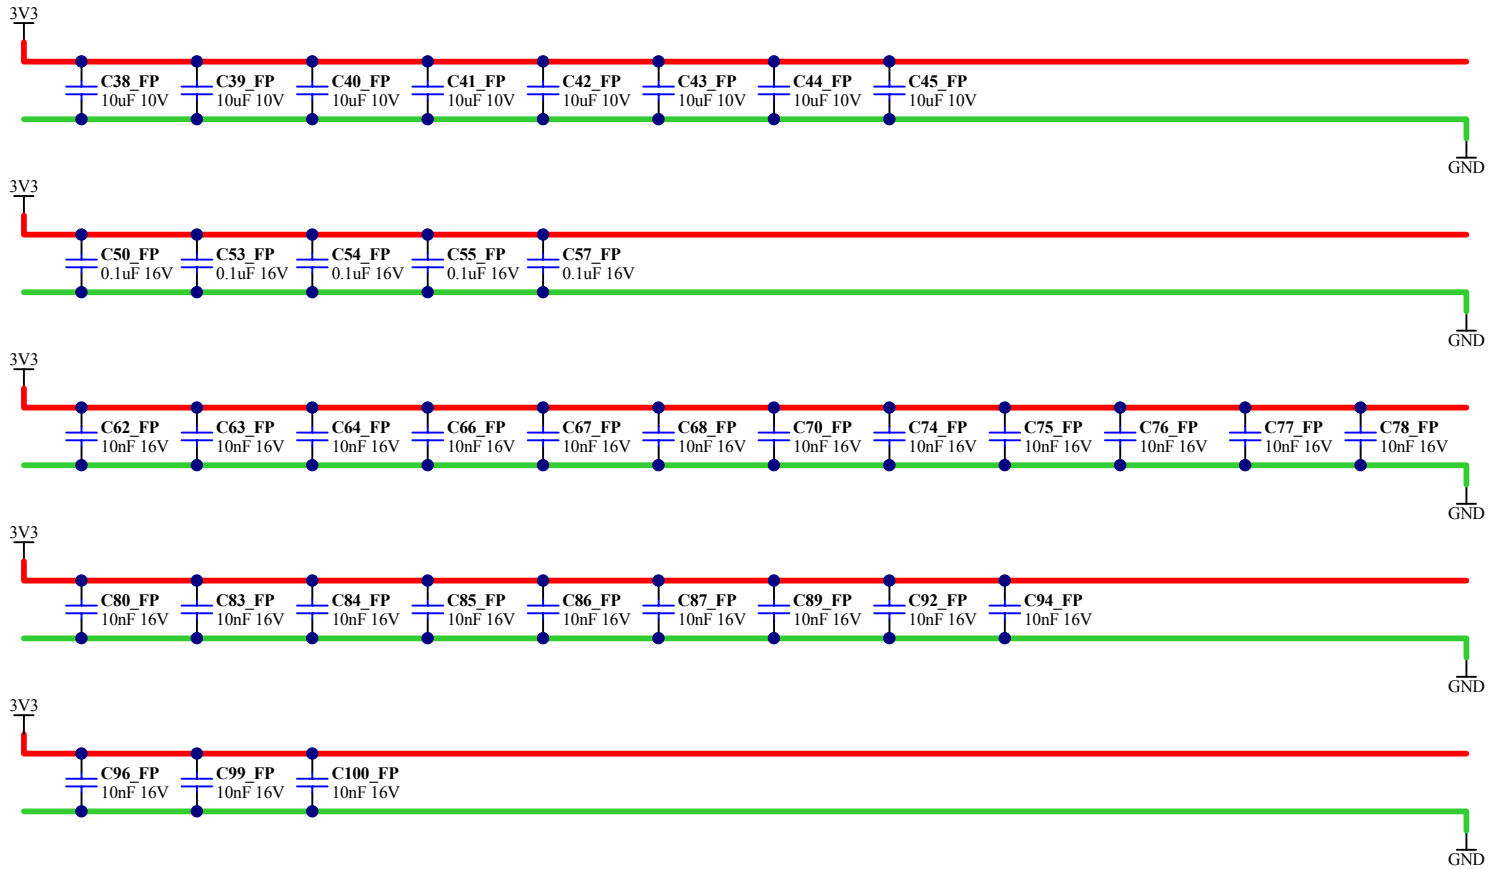 3V3
C38_FP C39_FP C40_FP C41_FP C42_FP C43_FP C44_FP C45_FP
10uF 10V 10uF 10V 10uF 10V 10uF 10V 10uF 10V 10uF 10V 10uF 10V 10uF 10V
GND
3V3
C50_FP C53_FP C54_FP C55_FP C57_FP
0.1uF 16V 0.1uF 16V 0.1uF 16V 0.1uF 16V 0.1uF 16V
GND
3V3
C62_FP C63_FP C64_FP C66_FP C67_FP C68_FP C70_FP C74_FP C75_FP C76_FP C77_FP C78_FP
10nF 16V 10nF 16V 10nF 16V 10nF 16V 10nF 16V 10nF 16V 10nF 16V 10nF 16V 10nF 16V 10nF 16V 10nF 16V 10nF 16V
GND
3V3
C80_FP C83_FP C84_FP C85_FP C86_FP C87_FP C89_FP C92_FP C94_FP
10nF 16V 10nF 16V 10nF 16V 10nF 16V 10nF 16V 10nF 16V 10nF 16V 10nF 16V 10nF 16V
GND
3V3
C96_FP C99_FP C100_FP
10nF 16V 10nF 16V 10nF 16V
GND